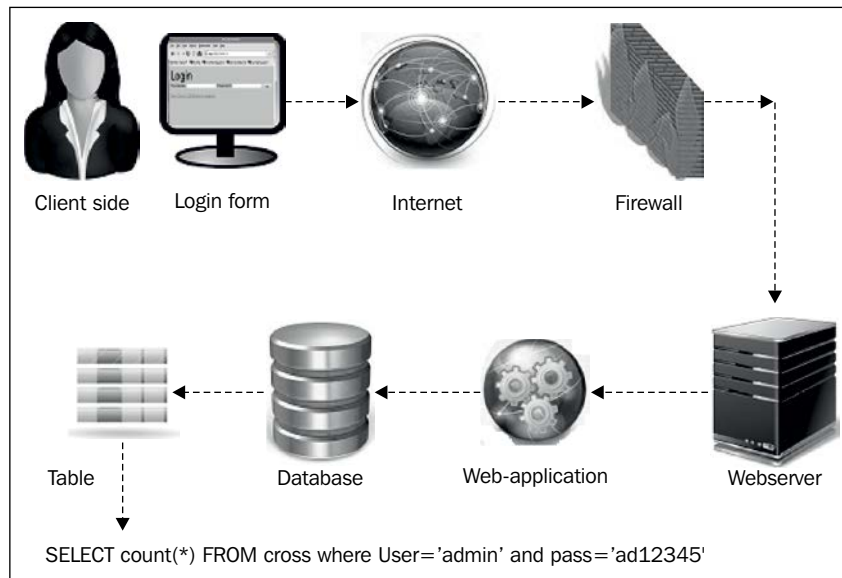 Login
Client side
Login form
Internet
Firewall
Table
Database
Web-application
Webserver
SELECT count(*) FROM cross where User=’admin’ and pass=’ad12345'